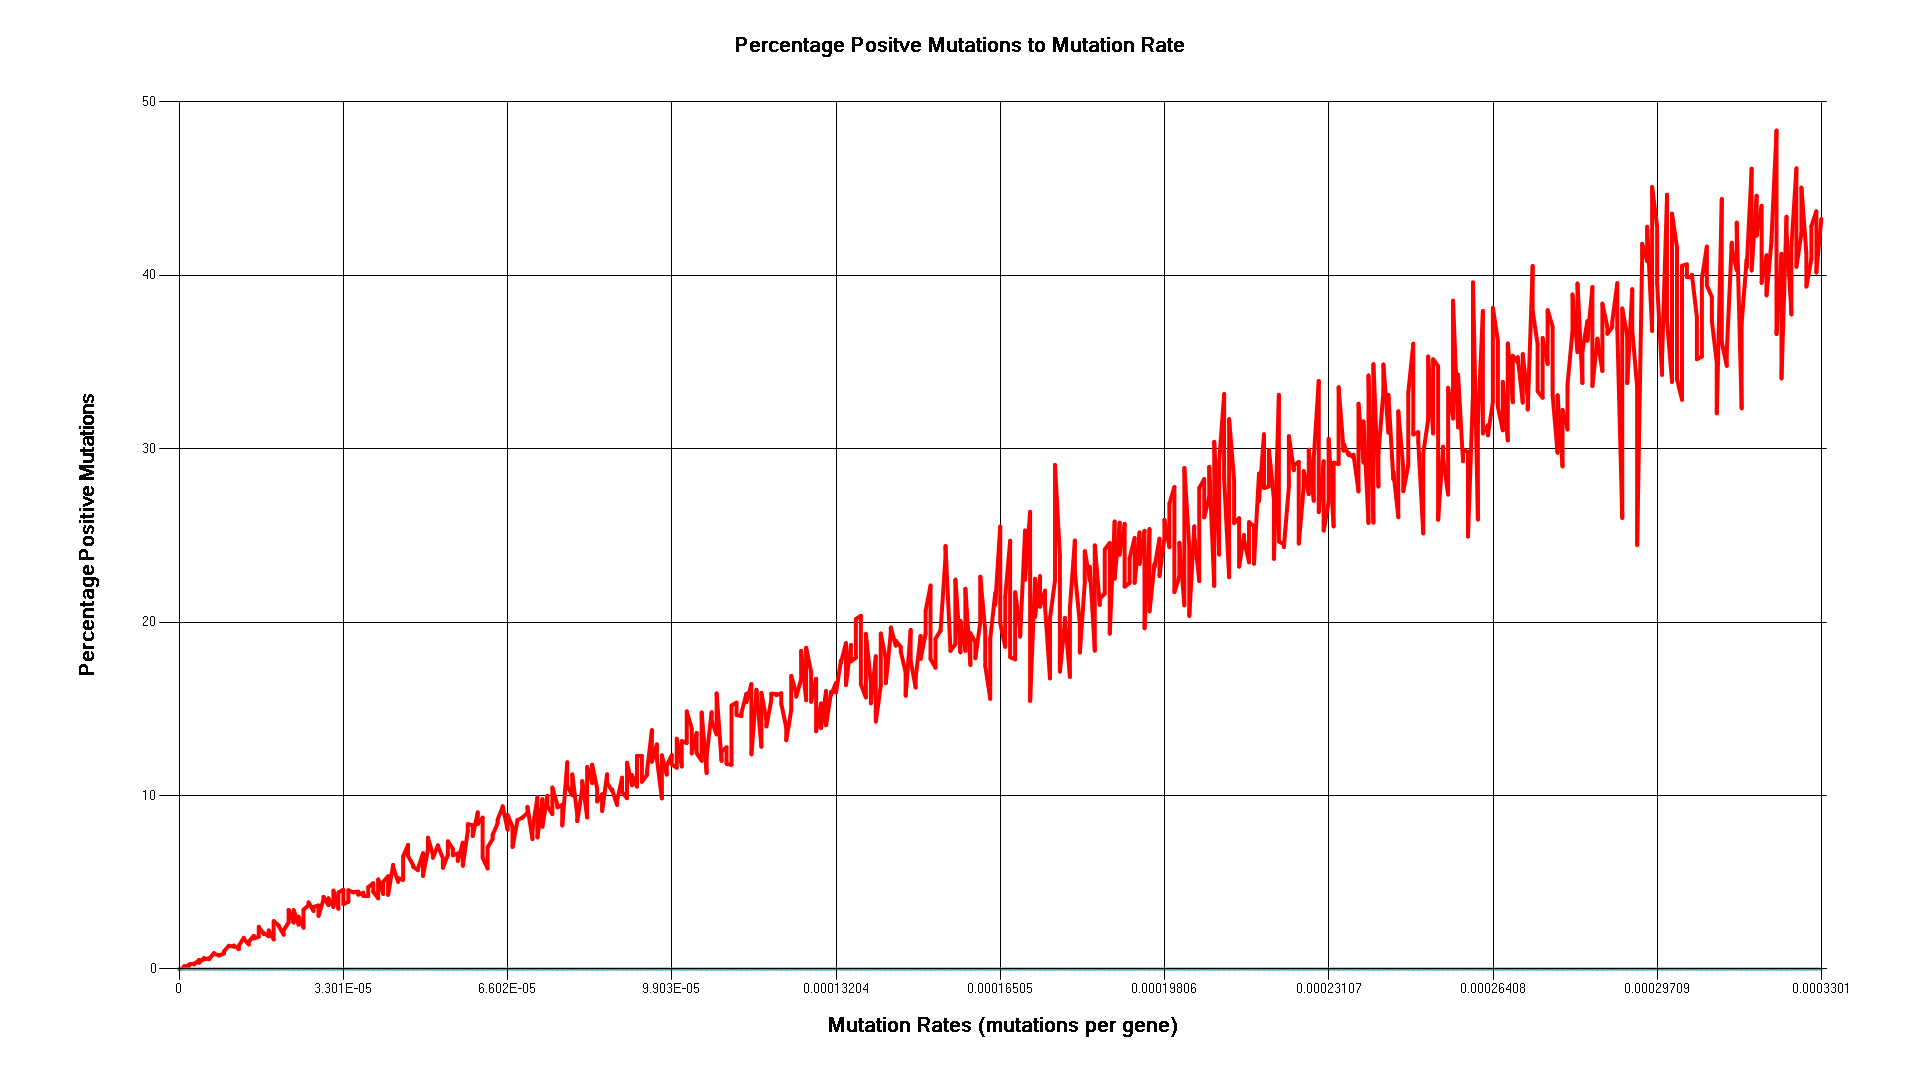 Percentage Positve Mutations to Mutation Rate
50
40
30
20
10
0
Percentage Positive Mutations
0 3.301E-05 6.602E-05 9.903E-05 0.00013204 0.00016505 0.00019806 0.00023107 0.00026408 0.00029709 0.0003301
Mutation Rates (mutations per gene)